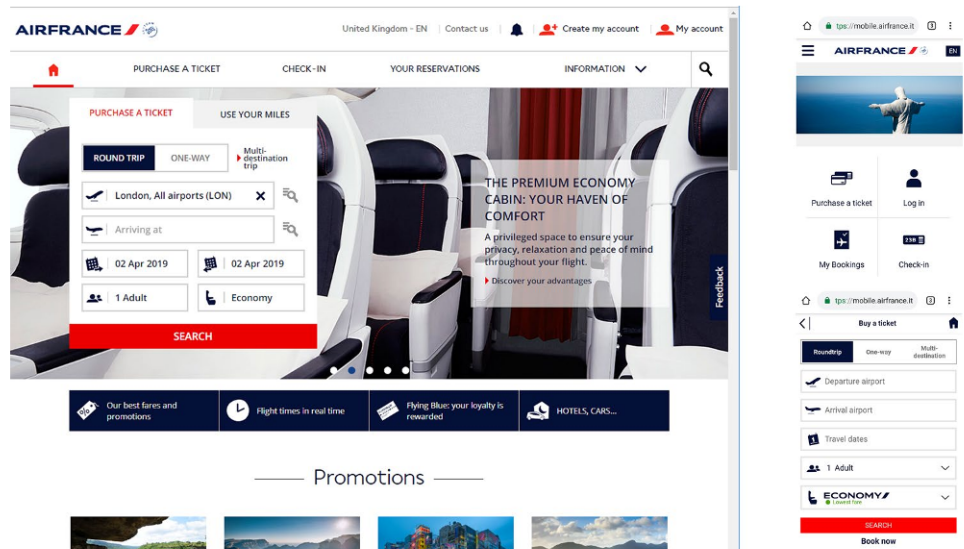 AIRFRANCE
United Kingdom - EN
Contact us
Create my account
My account
PURCHASE A TICKET
CHECK-IN
YOUR RESERVATIONS
INFORMATION
PURCHASE A TICKET
USE YOUR MILES
ROUND TRIP
ONE-WAY
Multi-
destination
trip
London, All airports (LON)
Arriving at
02 Apr 2019
02 Apr 2019
1 Adult
Economy
SEARCH
THE PREMIUM ECONOMY
CABIN: YOUR HAVEN OF
COMFORT
A privileged space to ensure your
privacy, relaxation and peace of mind
throughout your flight.
Discover your advantages
Feedback
Our best fares and
promotions
Flight times in real time
Flying Blue: your loyalty is
rewarded
HOTELS, CARS...
Promotions
tps://mobile.airfrance.it
3
AIRFRANCE
EN
Purchase a ticket
Log in
23B
My Bookings
Check-in
tps://mobile.airfrance.it
3
Buy a ticket
Roundtrip
One-way
Multi-
destination
Departure airport
Arrival airport
Travel dates
1 Adult
ECONOMY
Lowest fare
SEARCH
Book now